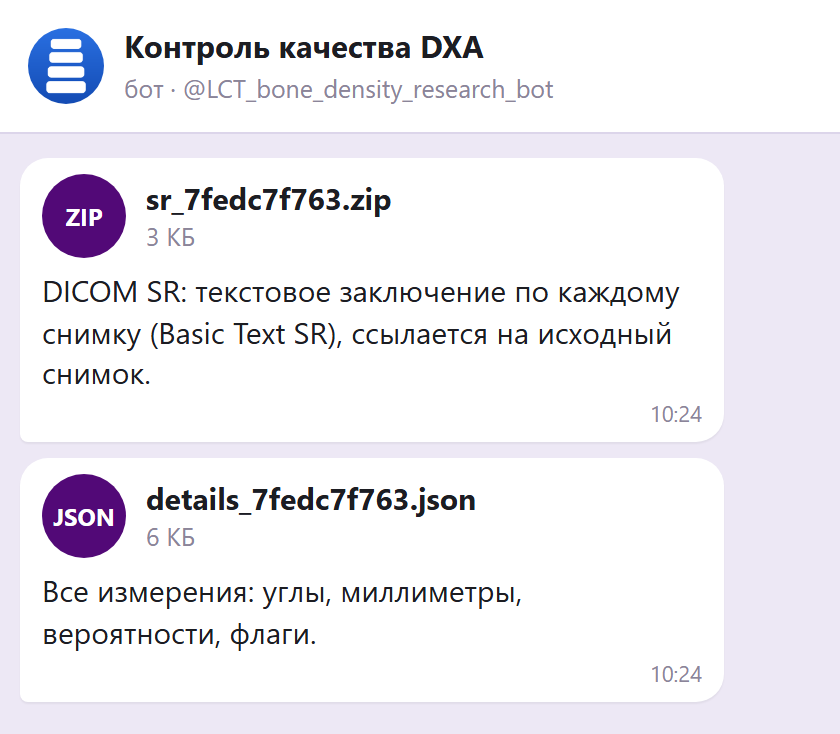 Контроль качества DXA
бот · @LCT_bone_density_research_bot
ZIP
sr_7fedc7f763.zip
3 КБ
DICOM SR: текстовое заключение по каждому
снимку (Basic Text SR), ссылается на исходный
снимок.
10:24
JSON
details_7fedc7f763.json
6 КБ
Все измерения: углы, миллиметры,
вероятности, флаги.
10:24